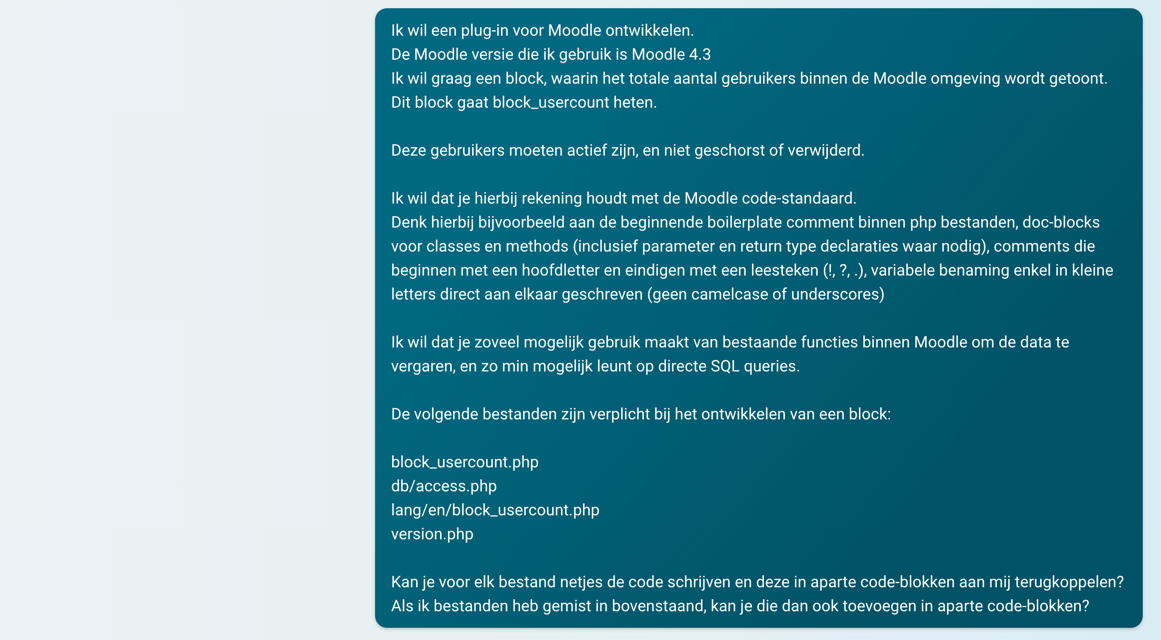 Ik wil een plug-in voor Moodle ontwikkelen.
De Moodle versie die ik gebruik is Moodle 4.3
Ik wil graag een block, waarin het totale aantal gebruikers binnen de Moodle omgeving wordt getoont.
Dit block gaat block_usercount heten.
Deze gebruikers moeten actief zijn, en niet geschorst of verwijderd.
Ik wil dat je hierbij rekening houdt met de Moodle code-standaard.
Denk hierbij bijvoorbeeld aan de beginnende boilerplate comment binnen php bestanden, doc-blocks
voor classes en methods (inclusief parameter en return type declaraties waar nodig), comments die
beginnen met een hoofdletter en eindigen met een leesteken (!, ?, .), variabele benaming enkel in kleine
letters direct aan elkaar geschreven (geen camelcase of underscores)
Ik wil dat je zoveel mogelijk gebruik maakt van bestaande functies binnen Moodle om de data te
vergaren, en zo min mogelijk leunt op directe SQL queries.
De volgende bestanden zijn verplicht bij het ontwikkelen van een block:
block_usercount.php
db/access.php
lang/en/block_usercount.php
version.php
Kan je voor elk bestand netjes de code schrijven en deze in aparte code-blokken aan mij terugkoppelen?
Als ik bestanden heb gemist in bovenstaand, kan je die dan ook toevoegen in aparte code-blokken?